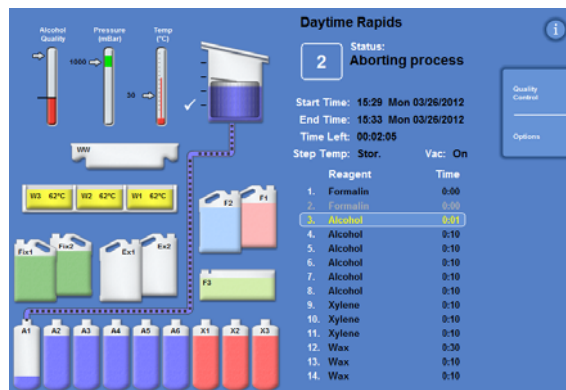 Daytime Rapids
i
Alcohol Quality
Pressure (mBar)
Temp (°C)
1000
50
2
Status:
Aborting process
Start Time: 15:29 Mon 03/26/2012
End Time: 15:33 Mon 03/26/2012
Time Left: 00:02:05
Step Temp: Stor. Vac: On
Quality Control
Options
Reagent Time
1. Formalin 0:00
2. Formalin 0:00
3. Alcohol 0:01
4. Alcohol 0:10
5. Alcohol 0:10
6. Alcohol 0:10
7. Alcohol 0:10
8. Alcohol 0:10
9. Xylene 0:10
10. Xylene 0:10
11. Xylene 0:10
12. Wax 0:30
13. Wax 0:10
14. Wax 0:10
WW
W3 62°C W2 62°C W1 62°C
F2 F1
Fix1 Fix2 Ex1 Ex2
F3
A1 A2 A3 A4 A5 A6 X1 X2 X3